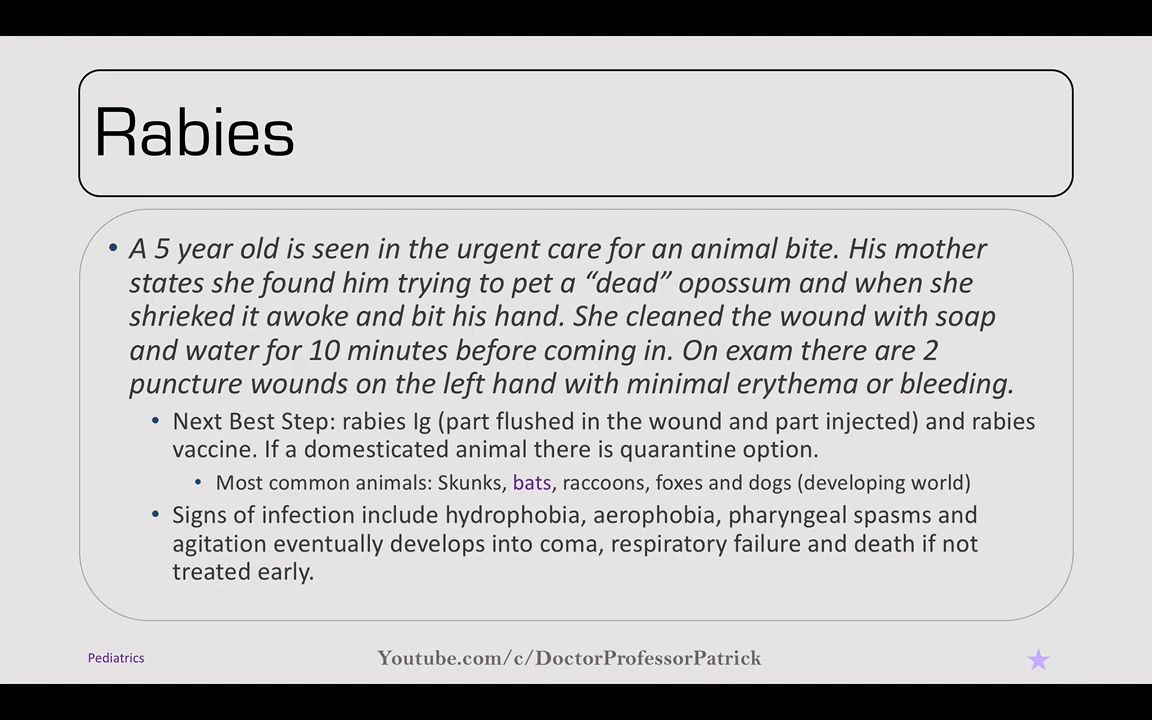 Rabies
• A 5 year old is seen in the urgent care for an animal bite. His mother
states she found him trying to pet a “dead” opossum and when she
shrieked it awoke and bit his hand. She cleaned the wound with soap
and water for 10 minutes before coming in. On exam there are 2
puncture wounds on the left hand with minimal erythema or bleeding.
• Next Best Step: rabies Ig (part flushed in the wound and part injected) and rabies
vaccine. If a domesticated animal there is quarantine option.
• Most common animals: Skunks, bats, raccoons, foxes and dogs (developing world)
• Signs of infection include hydrophobia, aerophobia, pharyngeal spasms and
agitation eventually develops into coma, respiratory failure and death if not
treated early.
Pediatrics
Youtube.com/c/DoctorProfessorPatrick